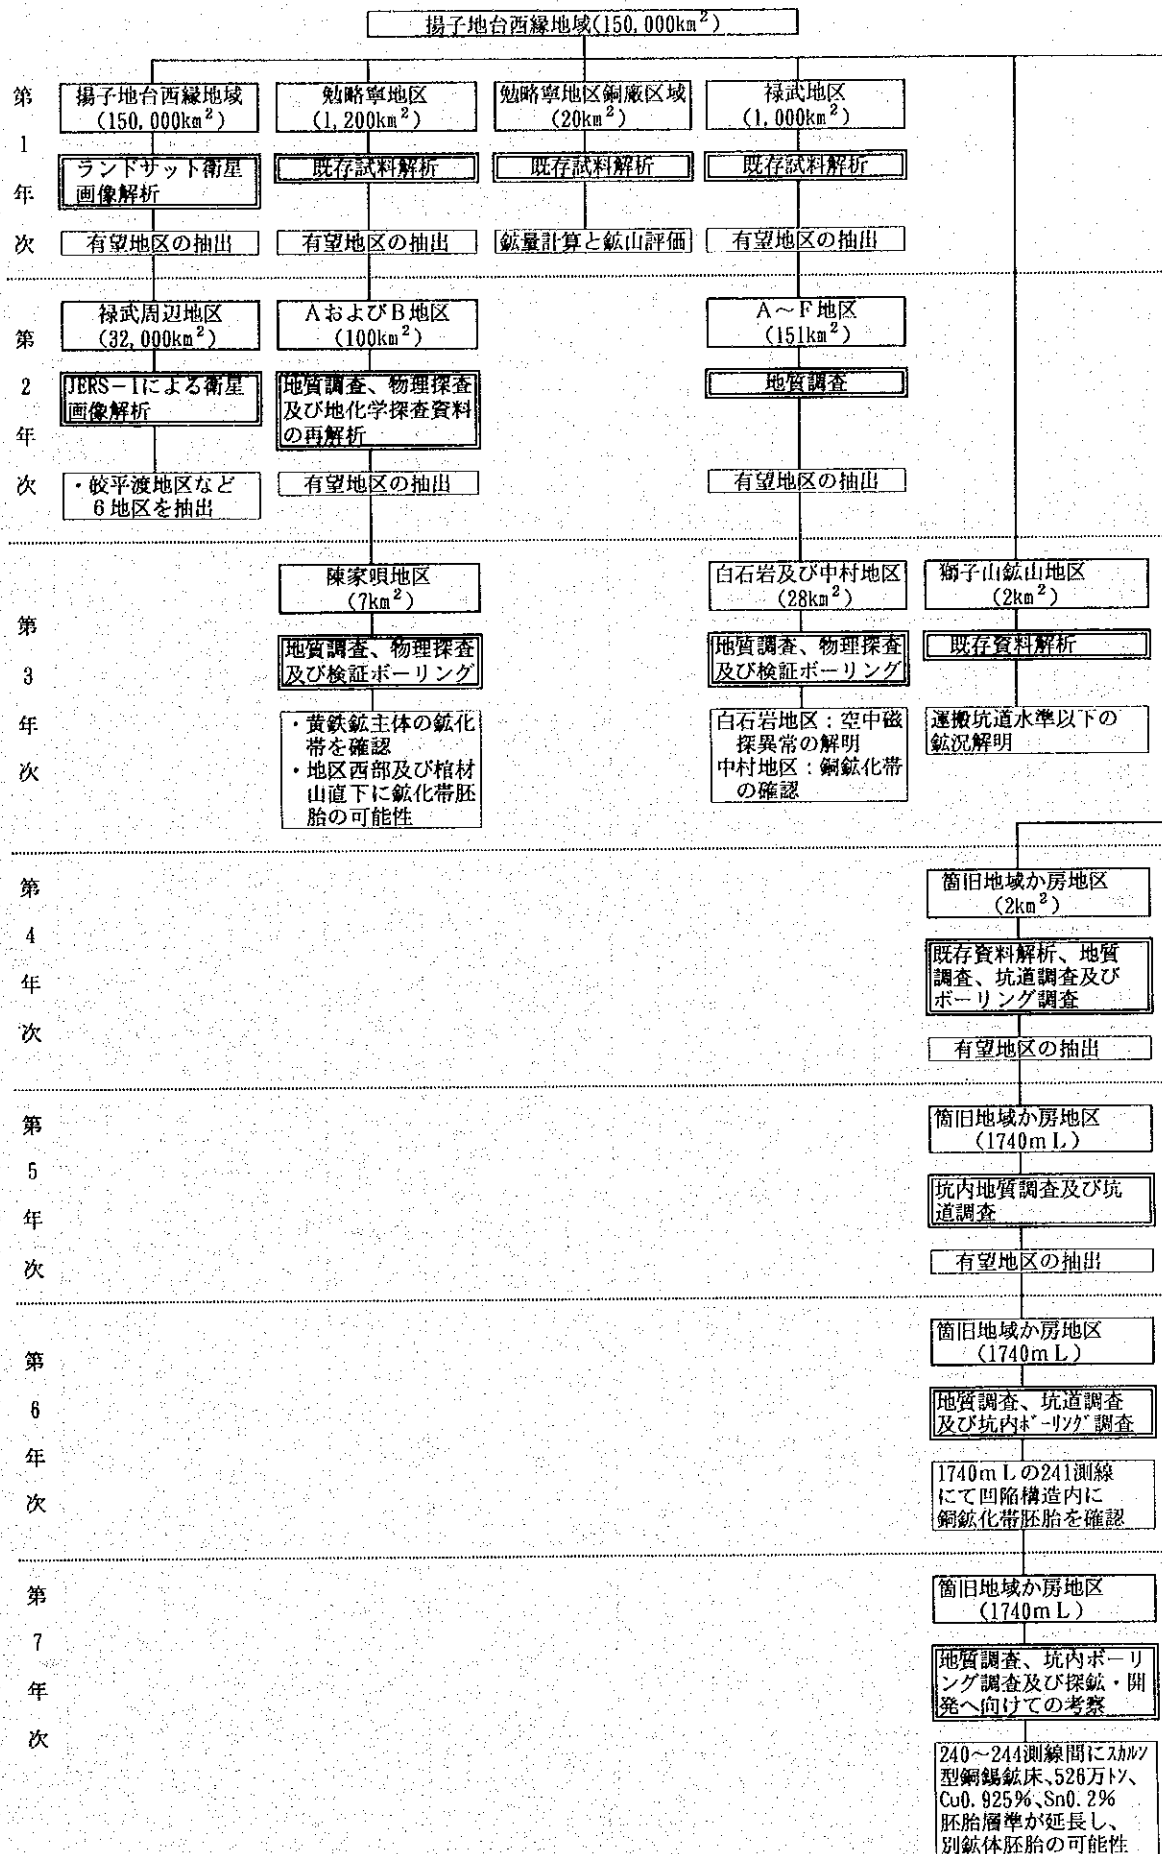 揚子地台西縁地域(150,000km²)
第1年次
揚子地台西縁地域
(150,000km²)
ランドサット衛星
画像解析
有望地区の抽出
勉略寧地区
(1,200km²)
既存試料解析
有望地区の抽出
勉略寧地区銅廠区域
(20km²)
既存試料解析
鉱量計算と鉱山評価
禄武地区
(1,000km²)
既存試料解析
有望地区の抽出
第2年次
禄武周辺地区
(32,000km²)
JERS-1による衛星
画像解析
・皎平渡地区など
6地区を抽出
AおよびB地区
(100km²)
地質調査、物理探査
及び地化学探査資料
の再解析
有望地区の抽出
A～F地区
(151km²)
地質調査
有望地区の抽出
第3年次
陳家唄地区
(7km²)
地質調査、物理探査
及び検証ボーリング
・黄鉄鉱主体の鉱化
帯を確認
・地区西部及び棺材
山直下に鉱化帯胚
胎の可能性
白石岩及び中村地区
(28km²)
地質調査、物理探査
及び検証ボーリング
白石岩地区：空中磁
探異常の解明
中村地区：銅鉱化帯
の確認
獅子山鉱山地区
(2km²)
既存資料解析
運搬坑道水準以下の
鉱況解明
第4年次
箇旧地域か房地区
(2km²)
既存資料解析、地質
調査、坑道調査及び
ボーリング調査
有望地区の抽出
第5年次
箇旧地域か房地区
(1740mL)
坑内地質調査及び坑
道調査
有望地区の抽出
第6年次
箇旧地域か房地区
(1740mL)
地質調査、坑道調査
及び坑内ボーリング調査
1740mLの241測線
にて凹陥構造内に
銅鉱化帯胚胎を確認
第7年次
箇旧地域か房地区
(1740mL)
地質調査、坑内ボーリ
ング調査及び探鉱・開
発へ向けての考察
240～244測線間にスカルン
型銅錫鉱床、526万トン、
Cu0.925%、Sn0.2%
胚胎層準が延長し、
別鉱体胚胎の可能性